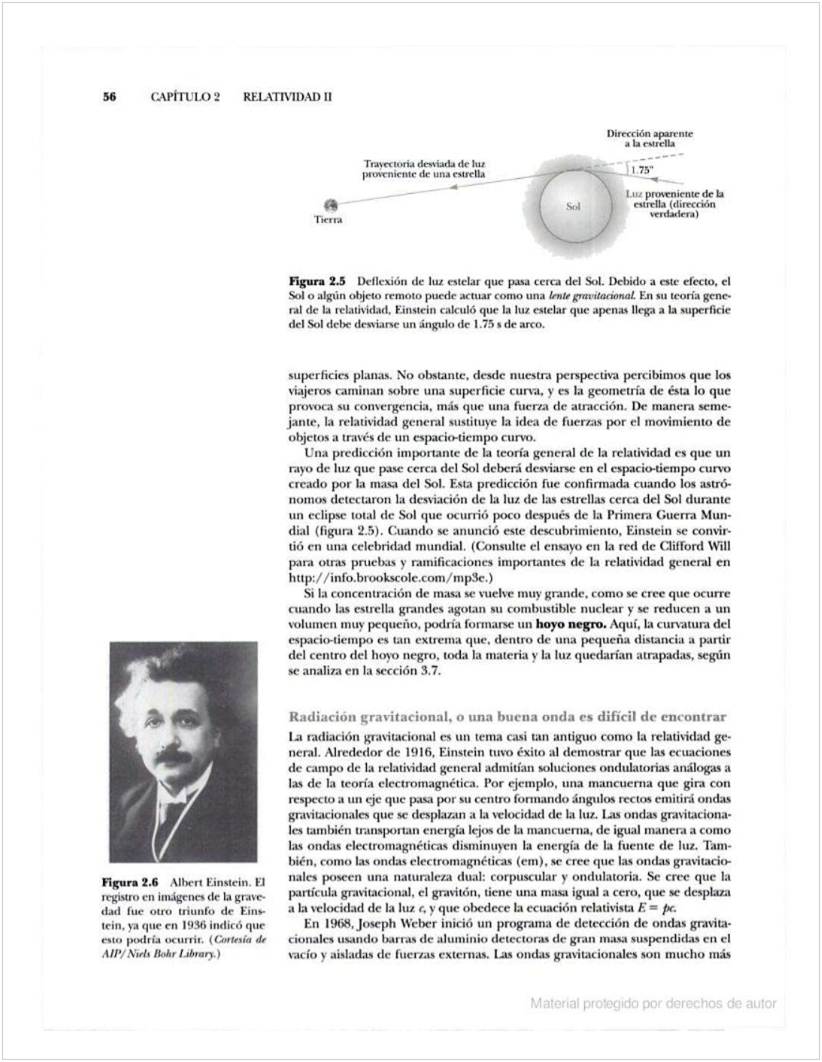 56 CAPÍTULO 2 RELATIVIDAD II
Dirección aparente
a la estrella
Trayectoria desviada de luz
proveniente de una estrella
1.75"
Luz proveniente de la
estrella (dirección
verdadera)
Sol
Tierra
Figura 2.5 Deflexión de luz estelar que pasa cerca del Sol. Debido a este efecto, el
Sol o algún objeto remoto puede actuar como una lente gravitacional. En su teoría gene-
ral de la relatividad, Einstein calculó que la luz estelar que apenas llega a la superficie
del Sol debe desviarse un ángulo de 1.75 s de arco.
superficies planas. No obstante, desde nuestra perspectiva percibimos que los
viajeros caminan sobre una superficie curva, y es la geometría de ésta lo que
provoca su convergencia, más que una fuerza de atracción. De manera seme-
jante, la relatividad general sustituye la idea de fuerzas por el movimiento de
objetos a través de un espacio-tiempo curvo.
Una predicción importante de la teoría general de la relatividad es que un
rayo de luz que pase cerca del Sol deberá desviarse en el espacio-tiempo curvo
creado por la masa del Sol. Esta predicción fue confirmada cuando los astró-
nomos detectaron la desviación de la luz de las estrellas cerca del Sol durante
un eclipse total de Sol que ocurrió poco después de la Primera Guerra Mun-
dial (figura 2.5). Cuando se anunció este descubrimiento, Einstein se convir-
tió en una celebridad mundial. (Consulte el ensayo en la red de Clifford Will
para otras pruebas y ramificaciones importantes de la relatividad general en
http://info.brookscole.com/mp3e.)
Si la concentración de masa se vuelve muy grande, como se cree que ocurre
cuando las estrella grandes agotan su combustible nuclear y se reducen a un
volumen muy pequeño, podría formarse un hoyo negro. Aquí, la curvatura del
espacio-tiempo es tan extrema que, dentro de una pequeña distancia a partir
del centro del hoyo negro, toda la materia y la luz quedarían atrapadas, según
se analiza en la sección 3.7.
Radiación gravitacional, o una buena onda es difícil de encontrar
La radiación gravitacional es un tema casi tan antiguo como la relatividad ge-
neral. Alrededor de 1916, Einstein tuvo éxito al demostrar que las ecuaciones
de campo de la relatividad general admitían soluciones ondulatorias análogas a
las de la teoría electromagnética. Por ejemplo, una mancuerna que gira con
respecto a un eje que pasa por su centro formando ángulos rectos emitirá ondas
gravitacionales que se desplazan a la velocidad de la luz. Las ondas gravitaciona-
les también transportan energía lejos de la mancuerna, de igual manera a como
las ondas electromagnéticas disminuyen la energía de la fuente de luz. Tam-
bién, como las ondas electromagnéticas (em), se cree que las ondas gravitacio-
nales poseen una naturaleza dual: corpuscular y ondulatoria. Se cree que la
partícula gravitacional, el gravitón, tiene una masa igual a cero, que se desplaza
a la velocidad de la luz c, y que obedece la ecuación relativista E = pc.
En 1968, Joseph Weber inició un programa de detección de ondas gravita-
cionales usando barras de aluminio detectoras de gran masa suspendidas en el
vacío y aisladas de fuerzas externas. Las ondas gravitacionales son mucho más
Figura 2.6 Albert Einstein. El
registro en imágenes de la grave-
dad fue otro triunfo de Eins-
tein, ya que en 1936 indicó que
esto podría ocurrir. (Cortesía de
AIP/Niels Bohr Library.)
Material protegido por derechos de autor